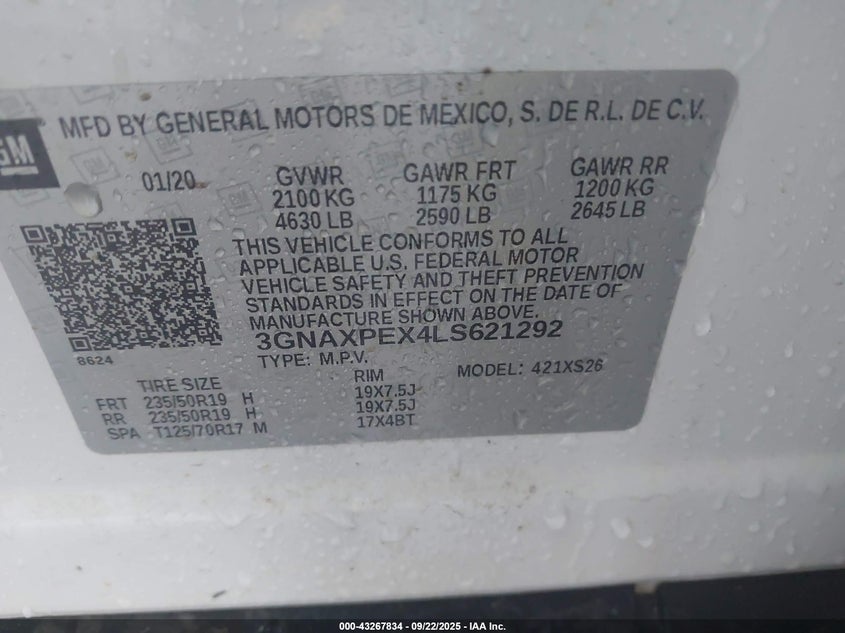 GM
MFD BY GENERAL MOTORS DE MEXICO, S. DE R.L. DE C.V.
01/20 GVWR GAWR FRT GAWR RR
2100 KG 1175 KG 1200 KG
4630 LB 2590 LB 2645 LB
THIS VEHICLE CONFORMS TO ALL
APPLICABLE U.S. FEDERAL MOTOR
VEHICLE SAFETY AND THEFT PREVENTION
STANDARDS IN EFFECT ON THE DATE OF
MANUFACTURE SHOWN ABOVE.
3GNAXPEX4LS621292
8624
TYPE: M.P.V. MODEL: 421XS26
TIRE SIZE RIM
FRT 235/50R19 H 19X7.5J
RR 235/50R19 H 19X7.5J
SPA T125/70R17 M 17X4BT
000-43267834 - 09/22/2025 - IAA Inc.